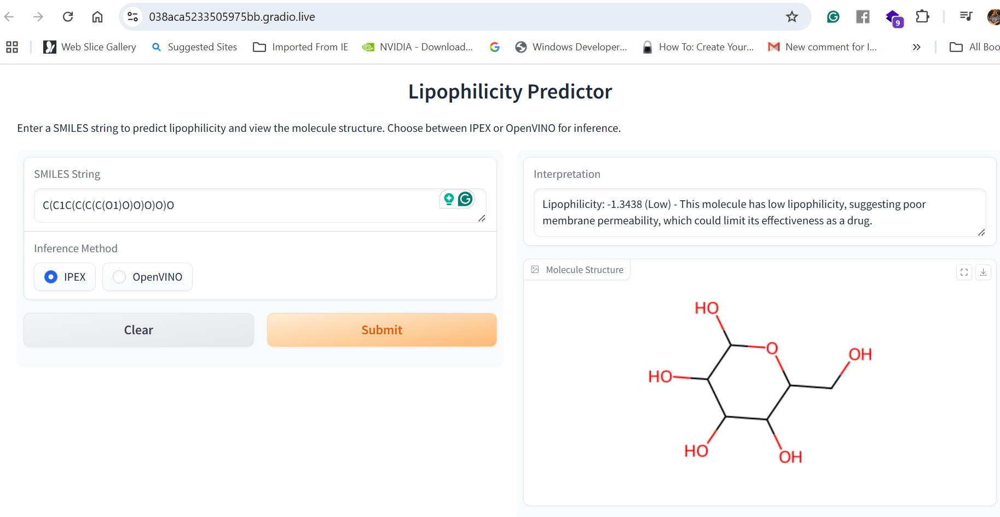 038aca5233505975bb.gradio.live
9
Web Slice Gallery
Suggested Sites
Imported From IE
NVIDIA - Download...
Windows Developer...
How To: Create Your...
New comment for I...
All Boo
Lipophilicity Predictor
Enter a SMILES string to predict lipophilicity and view the molecule structure. Choose between IPEX or OpenVINO for inference.
SMILES String
C(C1C(C(C(C(O1)O)O)O)O)O
Inference Method
IPEX
OpenVINO
Clear
Submit
Interpretation
Lipophilicity: -1.3438 (Low) - This molecule has low lipophilicity, suggesting poor
membrane permeability, which could limit its effectiveness as a drug.
Molecule Structure
HO
O
OH
HO
HO
OH